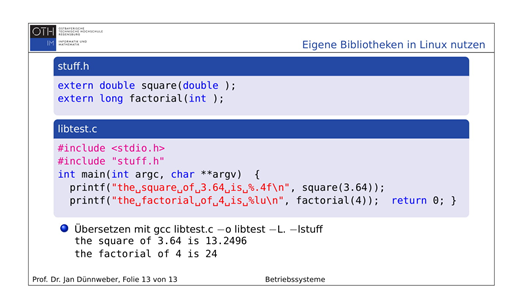 OTH
OSTBAYERISCHE
TECHNISCHE HOCHSCHULE
REGENSBURG
IM
INFORMATIK UND
MATHEMATIK
Eigene Bibliotheken in Linux nutzen
stuff.h
extern double square(double );
extern long factorial(int );
libtest.c
#include <stdio.h>
#include "stuff.h"
int main(int argc, char **argv) {
printf("the␣square␣of␣3.64␣is␣%.4f\n", square(3.64));
printf("the␣factorial␣of␣4␣is␣%lu\n", factorial(4)); return 0; }
Übersetzen mit gcc libtest.c −o libtest −L. −lstuff
the square of 3.64 is 13.2496
the factorial of 4 is 24
Prof. Dr. Jan Dünnweber, Folie 13 von 13
Betriebssysteme